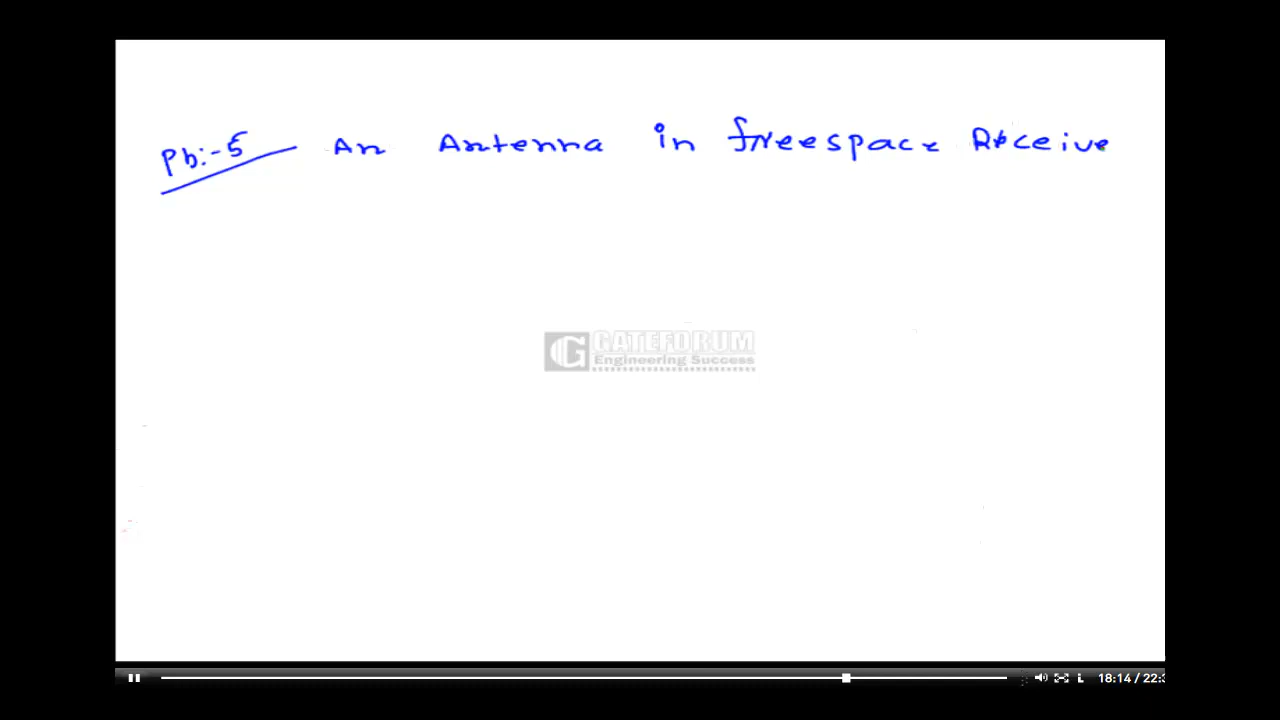 Pb:-5 An Antenna in freespace Receive
GATEFORUM
Engineering Success
18:14 / 22:3